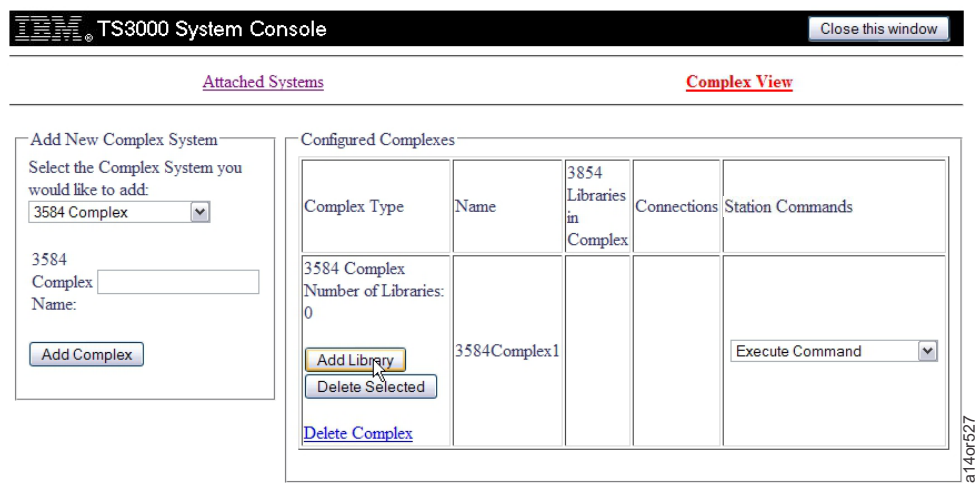 IBM® TS3000 System Console
Close this window
Attached Systems
Complex View
Add New Complex System
Select the Complex System you
would like to add:
3584 Complex
3584
Complex
Name:
Add Complex
Configured Complexes
Complex Type
Name
3854
Libraries
in
Complex
Connections
Station Commands
3584 Complex
Number of Libraries:
0
Add Library
Delete Selected
Delete Complex
3584Complex1
Execute Command
a14or527